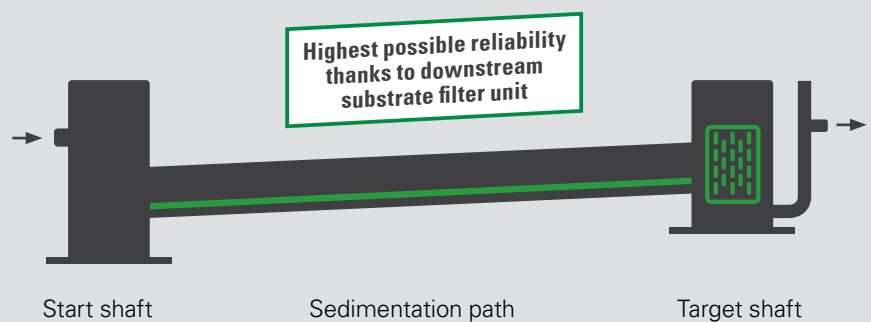 Highest possible reliability
thanks to downstream
substrate filter unit
Start shaft
Sedimentation path
Target shaft